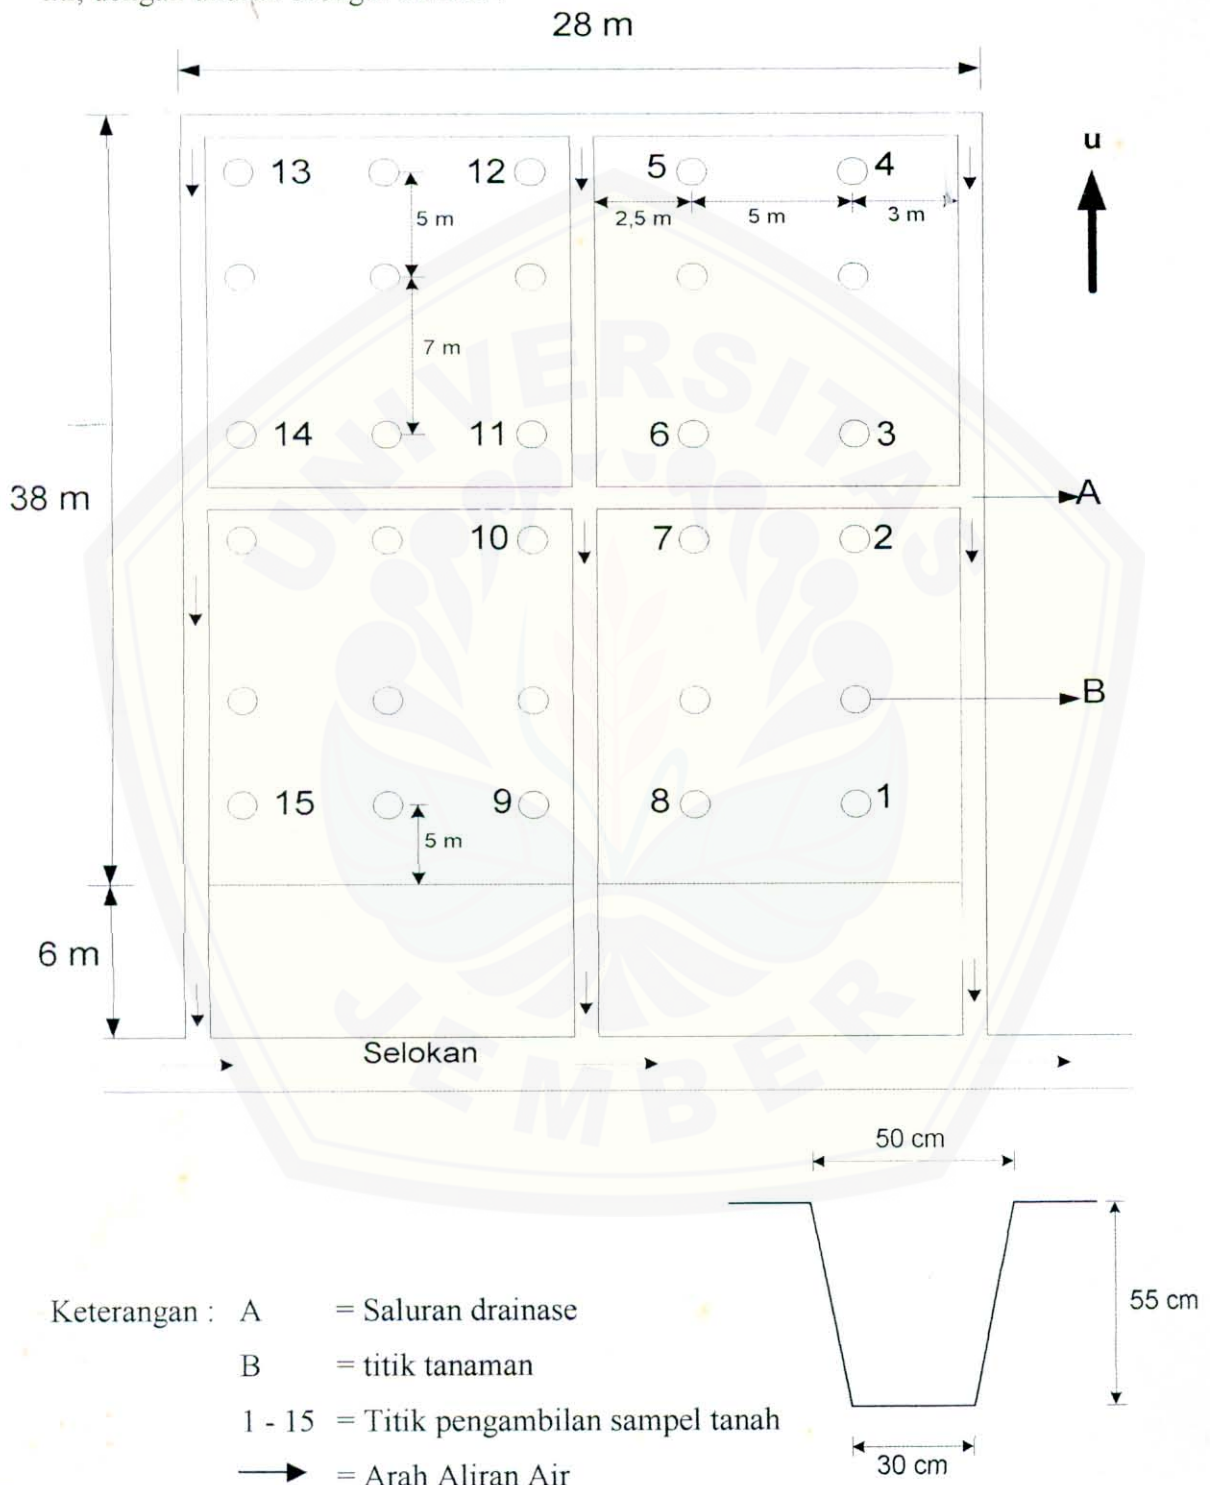 28 m
u
13
12
5
4
5 m
2,5 m
5 m
3 m
7 m
14
11
6
3
38 m
A
10
7
2
B
15
9
8
1
5 m
6 m
Selokan
50 cm
55 cm
30 cm
Keterangan : A = Saluran drainase
B = titik tanaman
1 - 15 = Titik pengambilan sampel tanah
= Arah Aliran Air
UNIVERSITAS
JEMBER